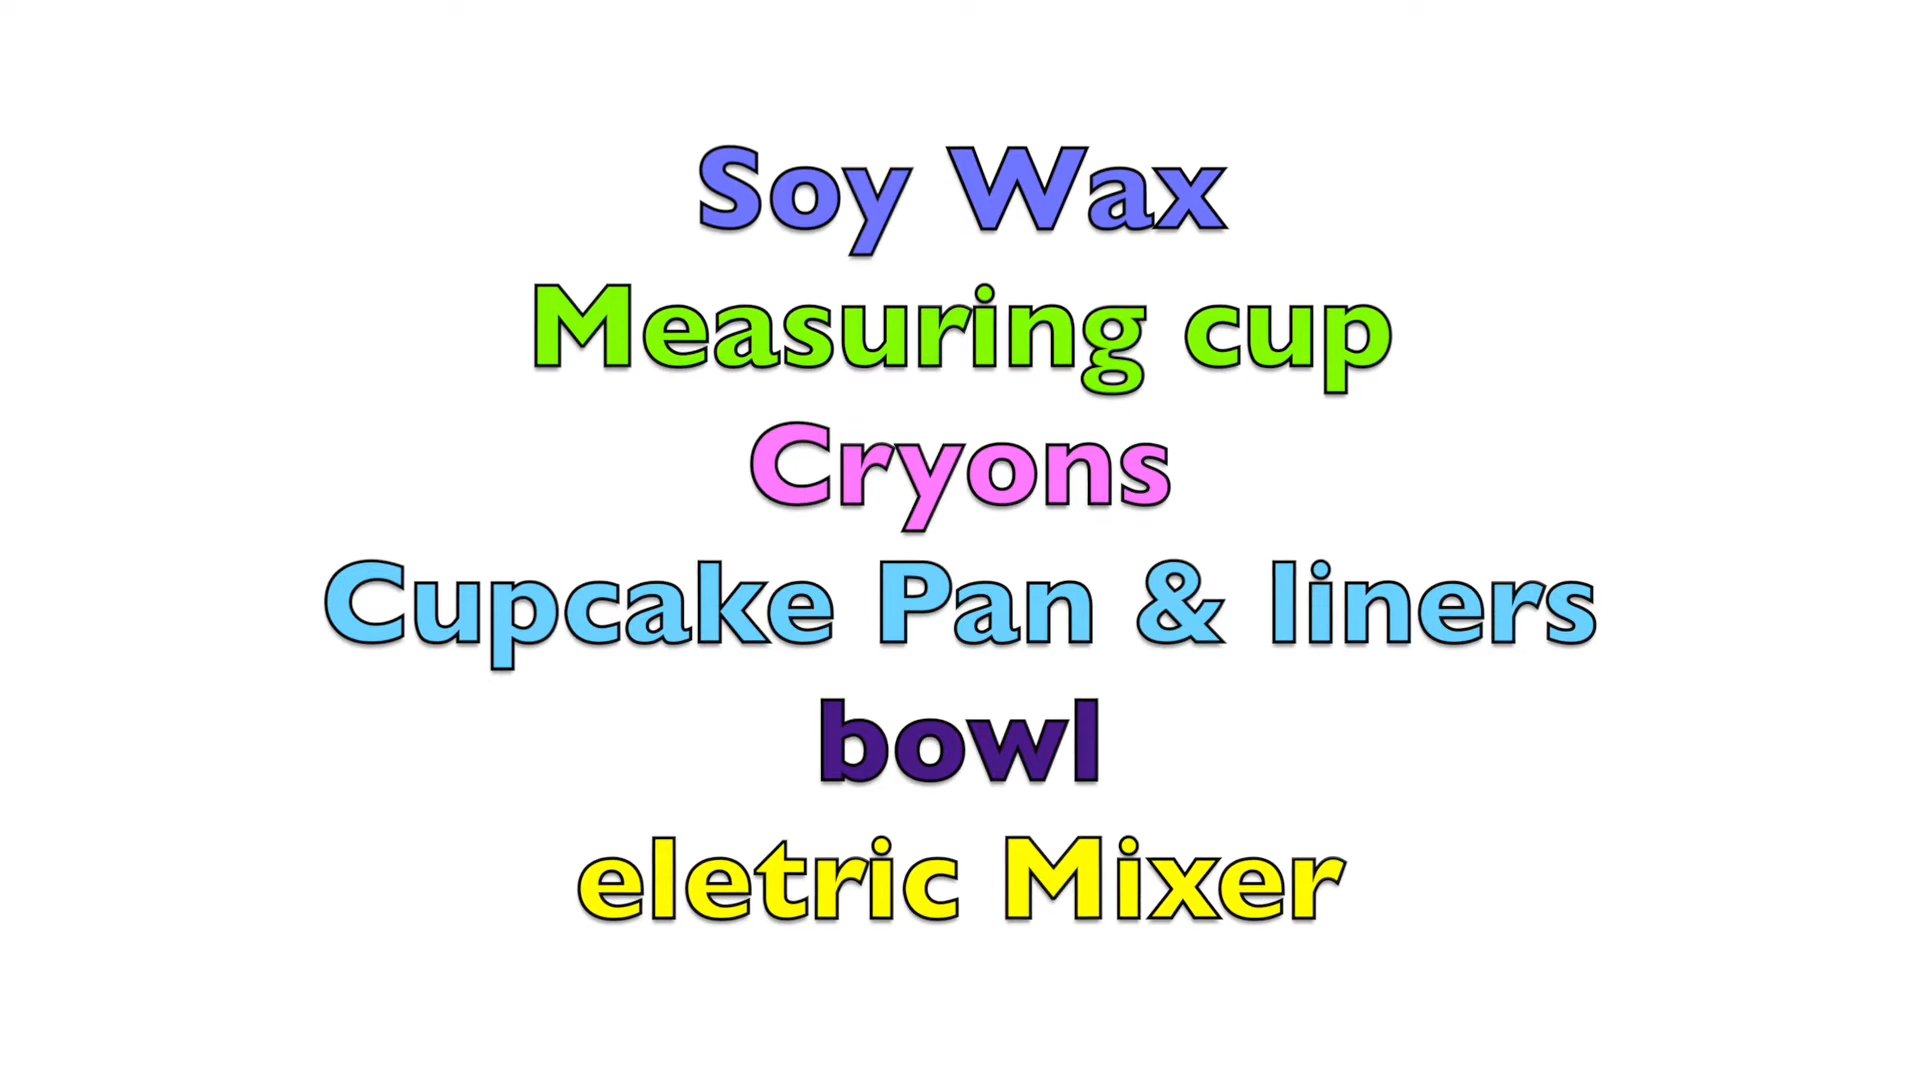 Soy Wax
Measuring cup
Cryons
Cupcake Pan & liners
bowl
eletric Mixer